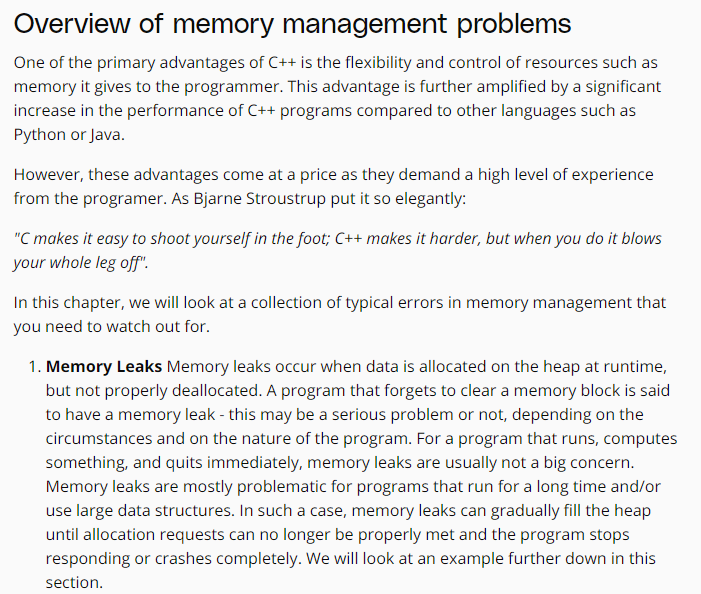 Overview of memory management problems
One of the primary advantages of C++ is the flexibility and control of resources such as
memory it gives to the programmer. This advantage is further amplified by a significant
increase in the performance of C++ programs compared to other languages such as
Python or Java.
However, these advantages come at a price as they demand a high level of experience
from the programer. As Bjarne Stroustrup put it so elegantly:
"C makes it easy to shoot yourself in the foot; C++ makes it harder, but when you do it blows
your whole leg off".
In this chapter, we will look at a collection of typical errors in memory management that
you need to watch out for.
1. Memory Leaks Memory leaks occur when data is allocated on the heap at runtime,
but not properly deallocated. A program that forgets to clear a memory block is said
to have a memory leak - this may be a serious problem or not, depending on the
circumstances and on the nature of the program. For a program that runs, computes
something, and quits immediately, memory leaks are usually not a big concern.
Memory leaks are mostly problematic for programs that run for a long time and/or
use large data structures. In such a case, memory leaks can gradually fill the heap
until allocation requests can no longer be properly met and the program stops
responding or crashes completely. We will look at an example further down in this
section.